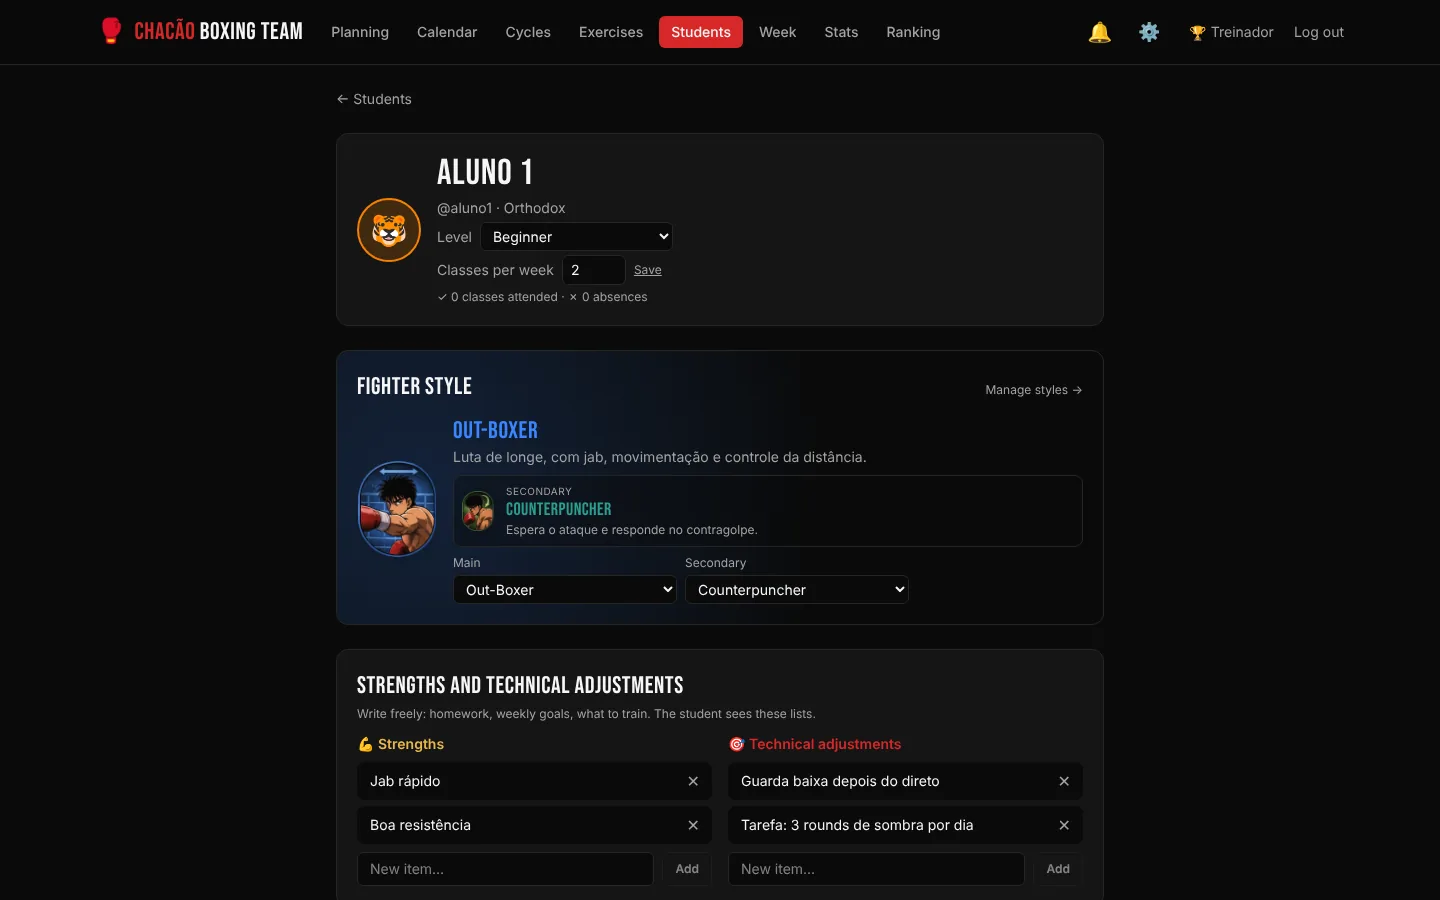 CHACÃO BOXING TEAM Planning Calendar Cycles Exercises Students Week Stats Ranking Treinador Log out
← Students
ALUNO 1
@aluno1 · Orthodox
Level Beginner
Classes per week 2 Save
✓ 0 classes attended · × 0 absences
FIGHTER STYLE
Manage styles →
OUT-BOXER
Luta de longe, com jab, movimentação e controle da distância.
SECONDARY
COUNTERPUNCHER
Espera o ataque e responde no contragolpe.
Main Secondary
Out-Boxer Counterpuncher
STRENGTHS AND TECHNICAL ADJUSTMENTS
Write freely: homework, weekly goals, what to train. The student sees these lists.
Strengths
Jab rápido ×
Boa resistência ×
New item... Add
Technical adjustments
Guarda baixa depois do direto ×
Tarefa: 3 rounds de sombra por dia ×
New item... Add